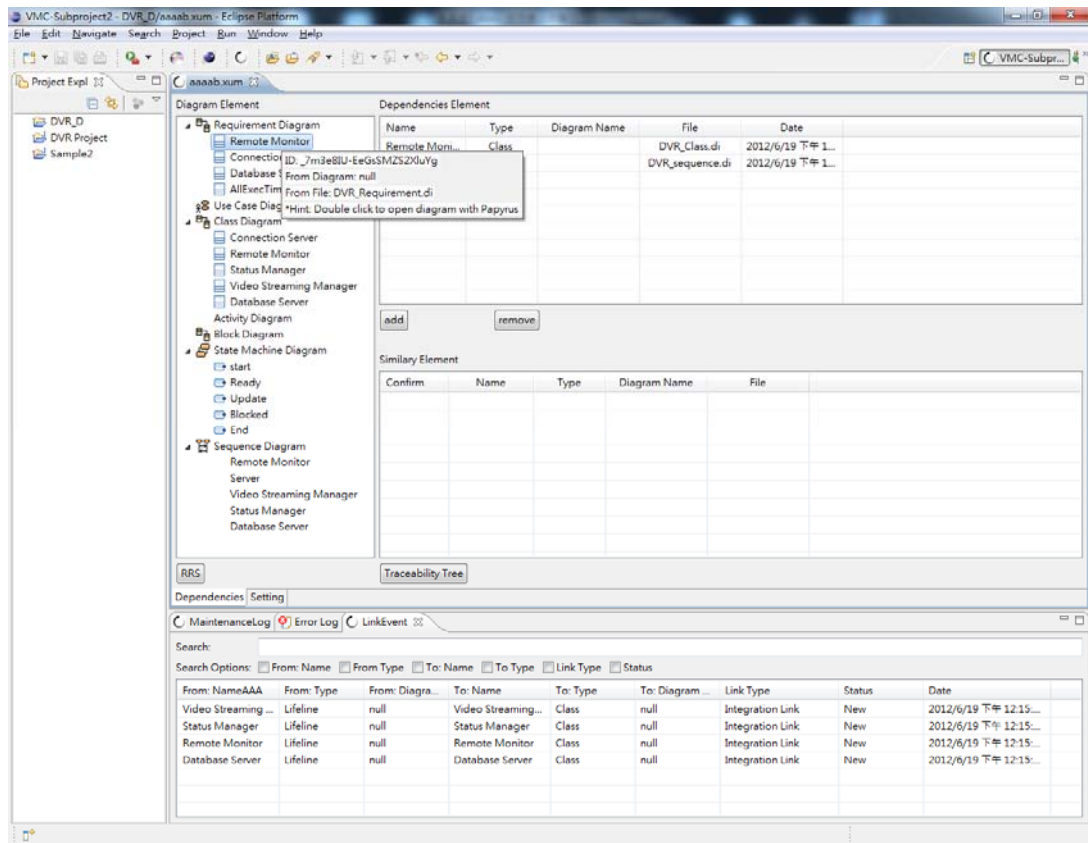 VMC-Subproject2 - DVR_D/aaaab.xum - Eclipse Platform
File Edit Navigate Search Project Run Window Help
VMC-Subpr...
Project Expl
aaaab.xum
DVR_D
DVR Project
Sample2
Diagram Element
Requirement Diagram
Remote Monitor
Connection
Database S
AllExecTim
Use Case Diag
Class Diagram
Connection Server
Remote Monitor
Status Manager
Video Streaming Manager
Database Server
Activity Diagram
Block Diagram
State Machine Diagram
start
Ready
Update
Blocked
End
Sequence Diagram
Remote Monitor
Server
Video Streaming Manager
Status Manager
Database Server
ID: _7m3e8IU-EeGsSMZS2XluYg
From Diagram: null
From File: DVR_Requirement.di
*Hint: Double click to open diagram with Papyrus
Dependencies Element
Name Type Diagram Name File Date
Remote Moni... Class DVR_Class.di 2012/6/19 下午 1...
DVR_sequence.di 2012/6/19 下午 1...
add remove
Similary Element
Confirm Name Type Diagram Name File
RRS Traceability Tree
Dependencies Setting
MaintenanceLog Error Log LinkEvent
Search:
Search Options: From: Name From Type To: Name To Type Link Type Status
From: NameAAA From: Type From: Diagra... To: Name To: Type To: Diagram ... Link Type Status Date
Video Streaming ... Lifeline null Video Streaming... Class null Integration Link New 2012/6/19 下午 12:15:...
Status Manager Lifeline null Status Manager Class null Integration Link New 2012/6/19 下午 12:15:...
Remote Monitor Lifeline null Remote Monitor Class null Integration Link New 2012/6/19 下午 12:15:...
Database Server Lifeline null Database Server Class null Integration Link New 2012/6/19 下午 12:15:...